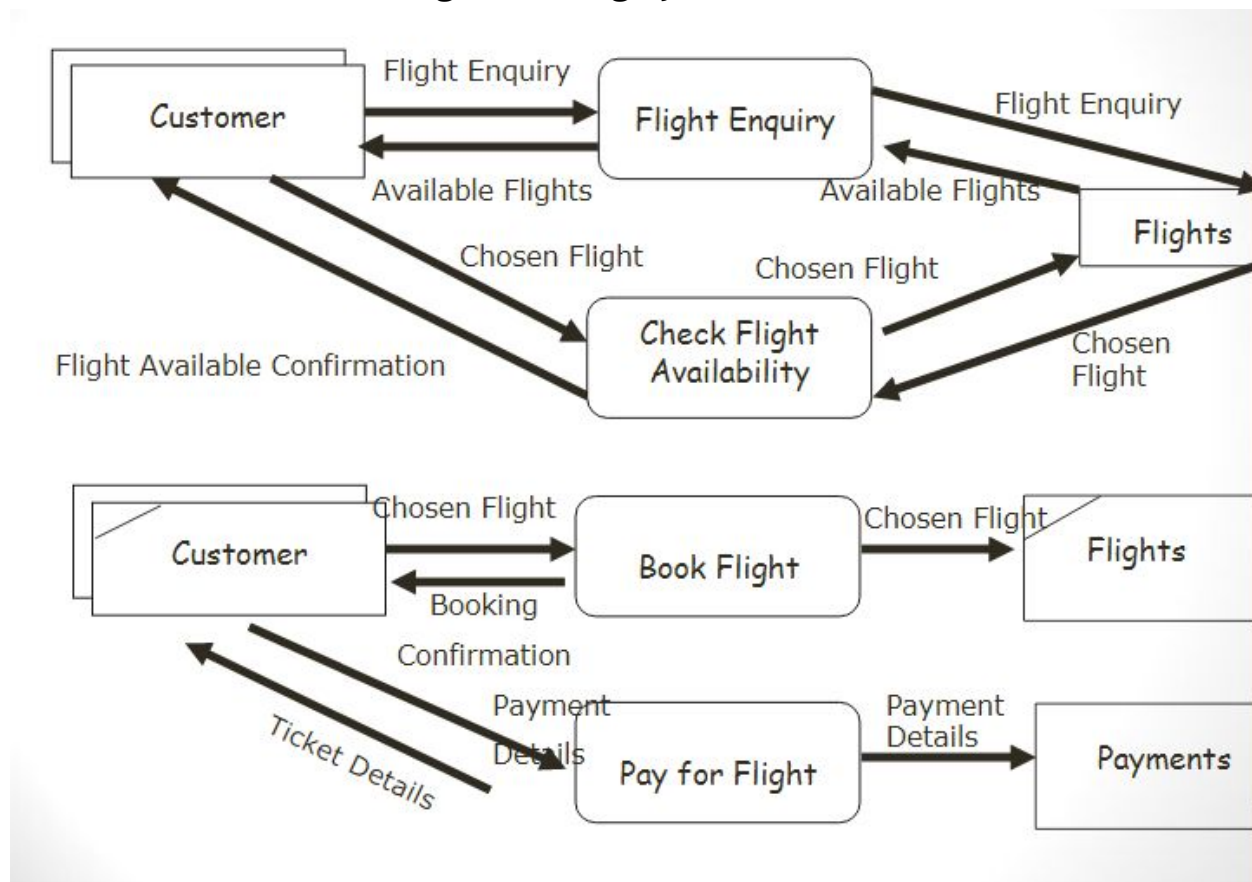 Flight Enquiry
Customer
Flight Enquiry
Flight Enquiry
Available Flights
Available Flights
Flights
Chosen Flight
Chosen Flight
Check Flight
Availability
Flight Available Confirmation
Chosen
Flight
Chosen Flight
Chosen Flight
Customer
Book Flight
Flights
Booking
Confirmation
Payment
Details
Payment
Details
Ticket Details
Pay for Flight
Payments